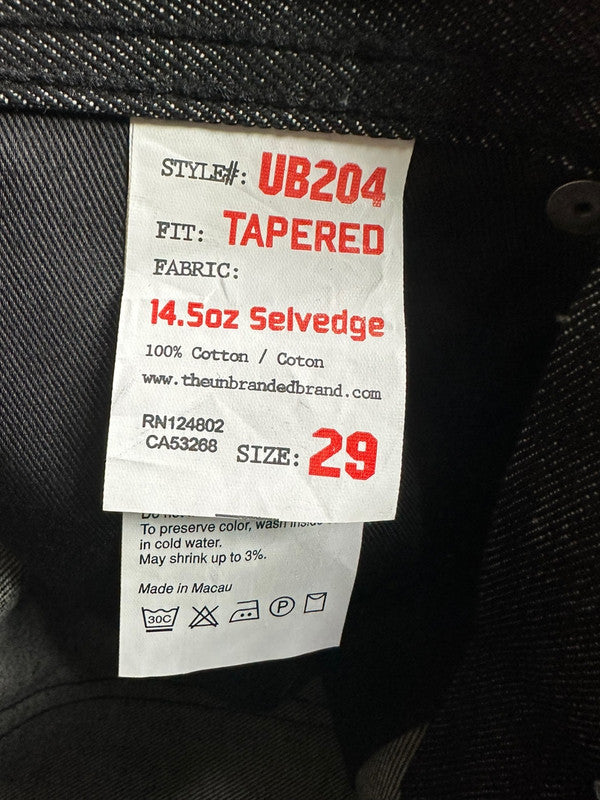 STYLE#: UB204
FIT: TAPERED
FABRIC:
14.5oz Selvedge
100% Cotton / Coton
www.theunbrandedbrand.com
RN124802
CA53268 SIZE: 29
To preserve color, wash inside
in cold water.
May shrink up to 3%.
Made in Macau
30C P